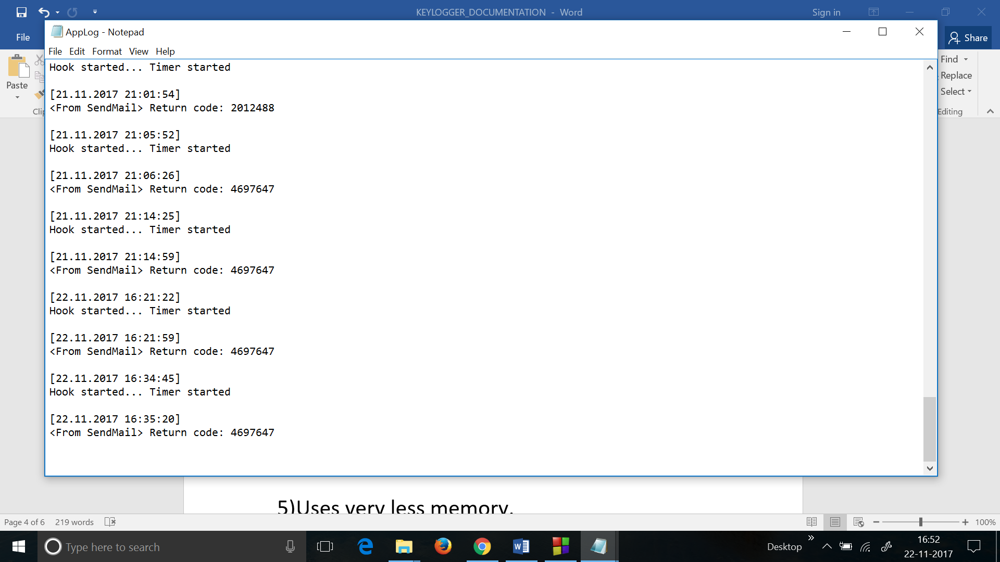 KEYLOGGER_DOCUMENTATION - Word
Sign in
File
Share
AppLog - Notepad
File Edit Format View Help
Paste
Find
Replace
Select
Editing
Hook started... Timer started
[21.11.2017 21:01:54]
<From SendMail> Return code: 2012488
[21.11.2017 21:05:52]
Hook started... Timer started
[21.11.2017 21:06:26]
<From SendMail> Return code: 4697647
[21.11.2017 21:14:25]
Hook started... Timer started
[21.11.2017 21:14:59]
<From SendMail> Return code: 4697647
[22.11.2017 16:21:22]
Hook started... Timer started
[22.11.2017 16:21:59]
<From SendMail> Return code: 4697647
[22.11.2017 16:34:45]
Hook started... Timer started
[22.11.2017 16:35:20]
<From SendMail> Return code: 4697647
5)Uses very less memory.
Page 4 of 6 219 words
100%
Type here to search
Desktop
16:52
22-11-2017